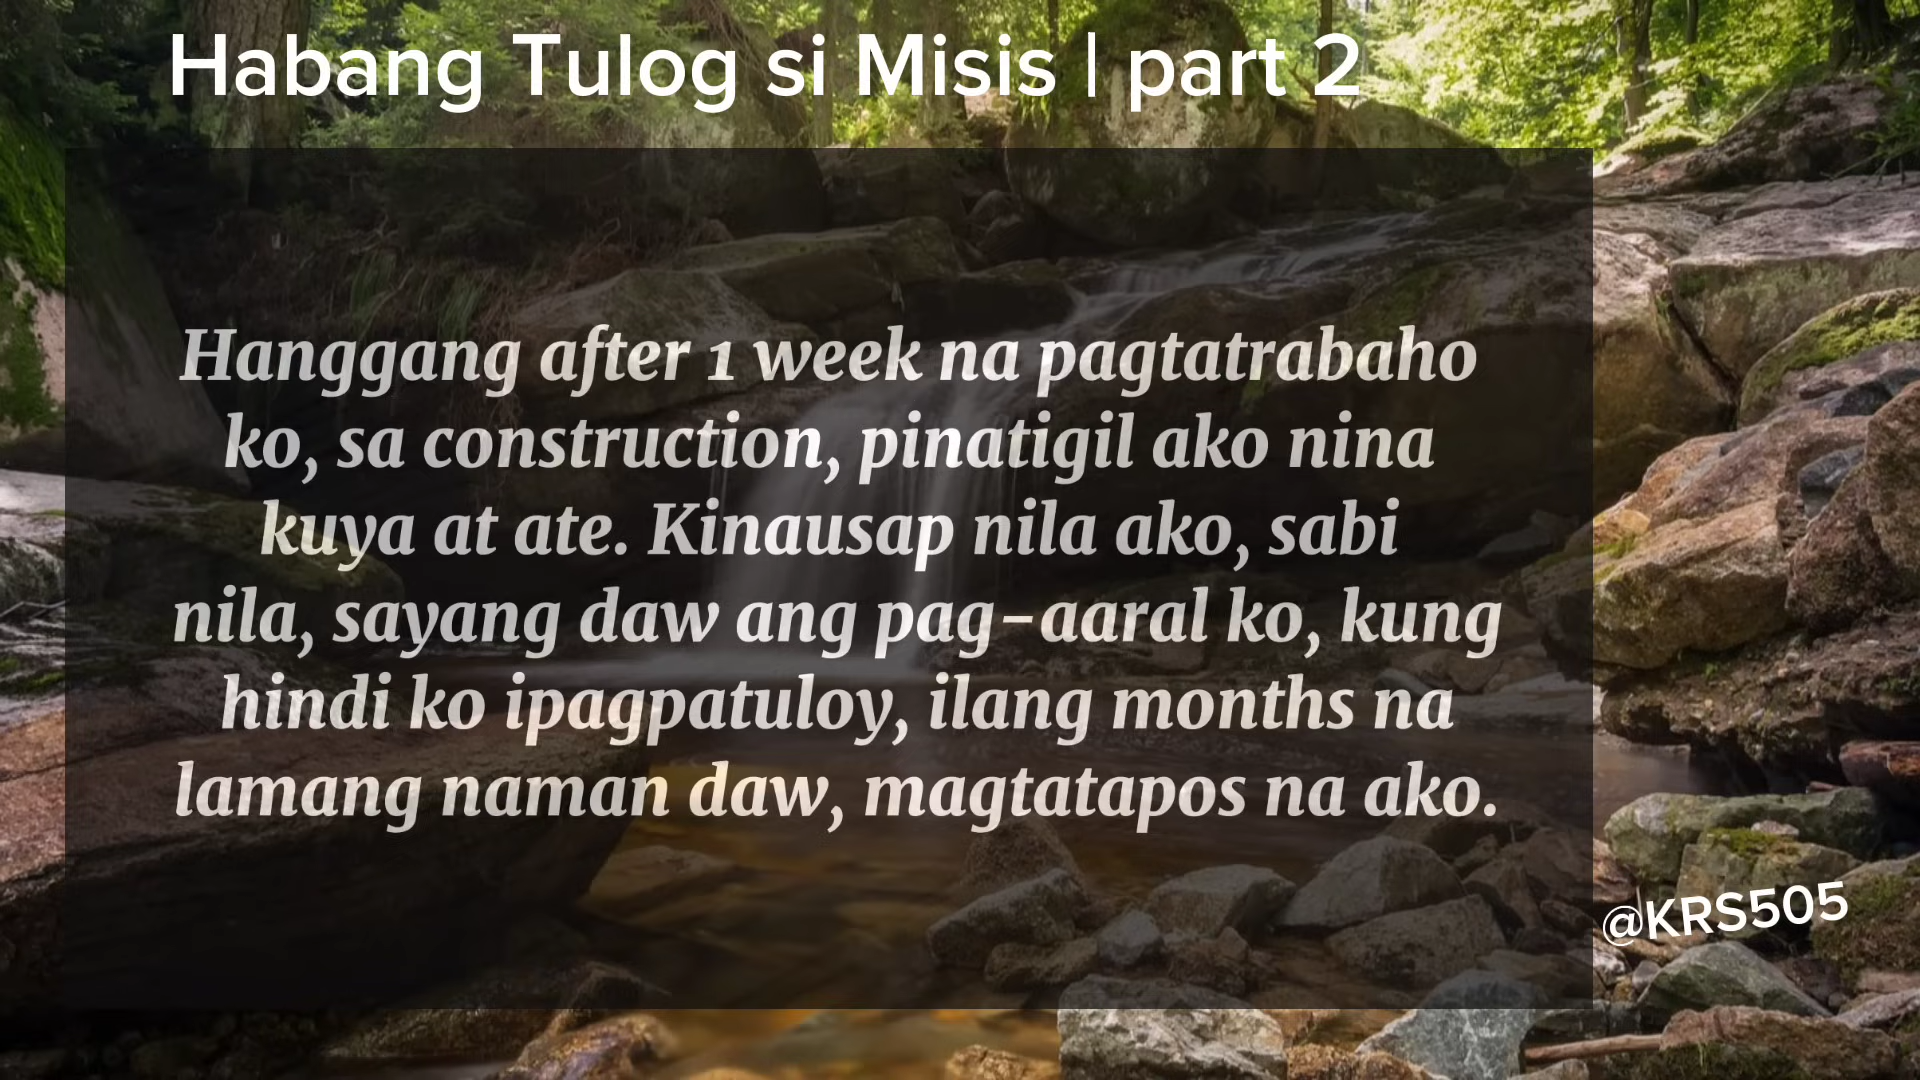 Habang Tulog si Misis | part 2
Hanggang after 1 week na pagtatrabaho
ko, sa construction, pinatigil ako nina
kuya at ate. Kinausap nila ako, sabi
nila, sayang daw ang pag-aaral ko, kung
hindi ko ipagpatuloy, ilang months na
lamang naman daw, magtatapos na ako.
@KRS505